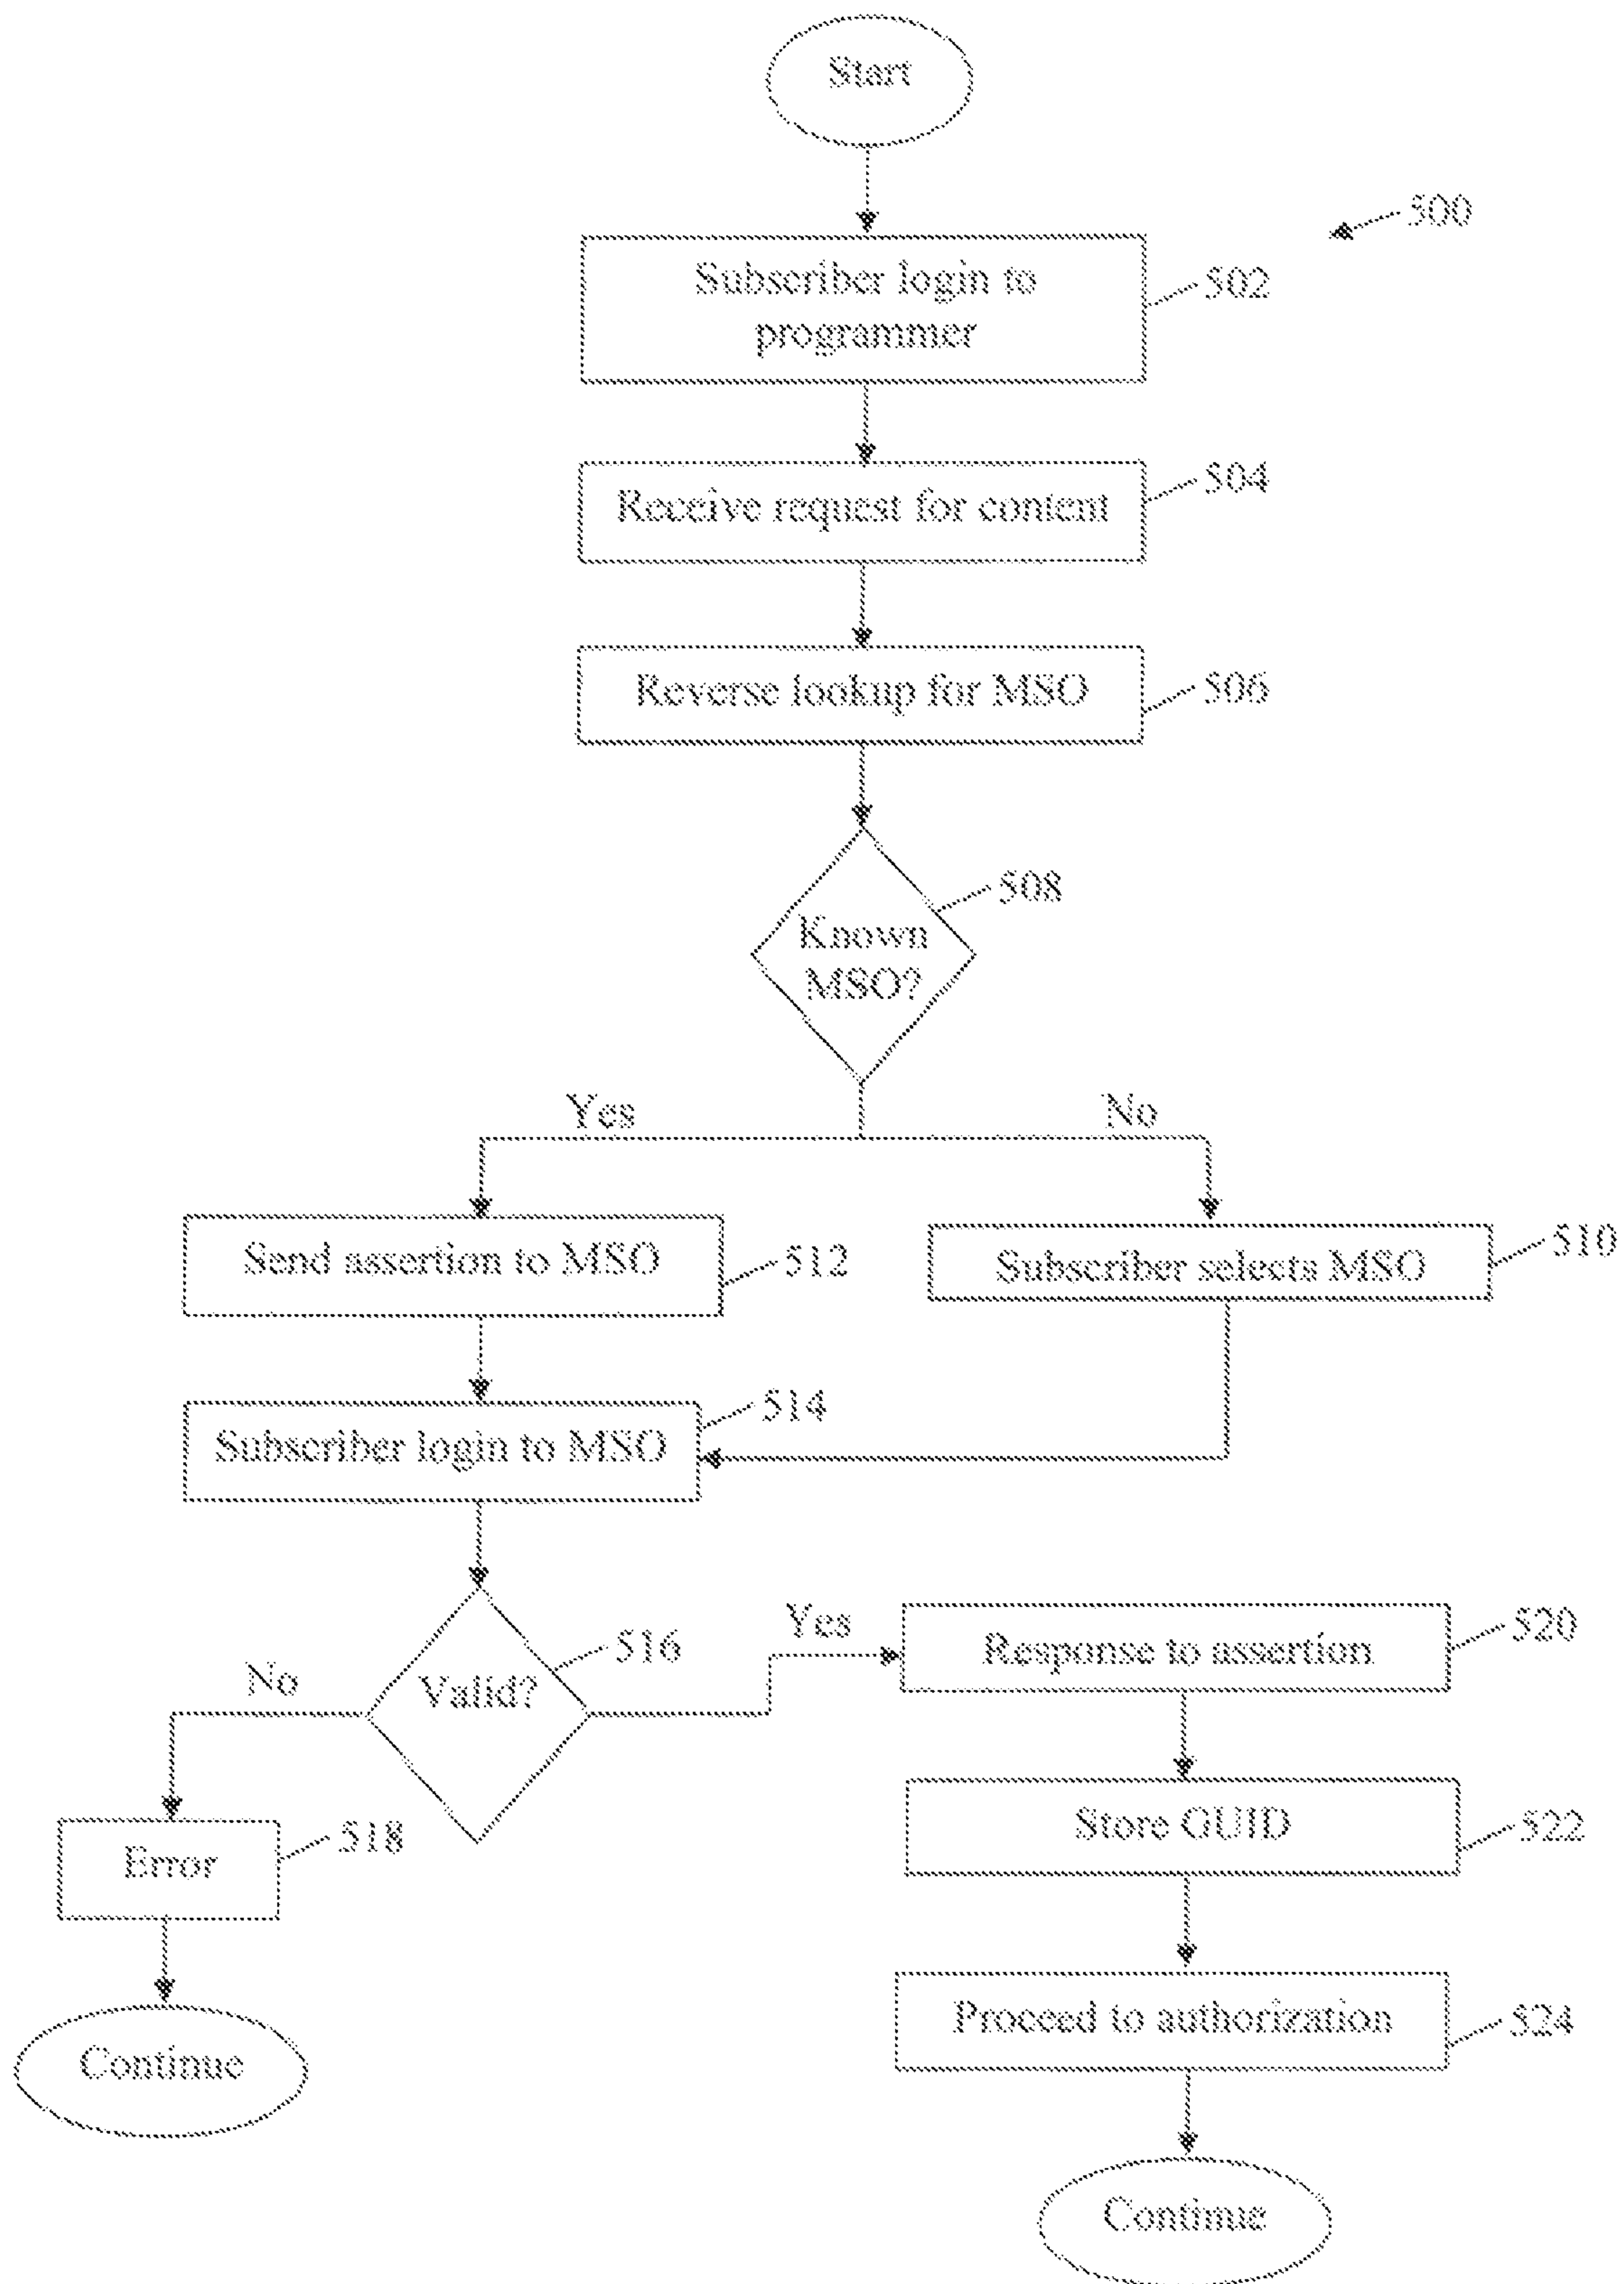 Start
500
Subscriber login to
programmer
502
Receive request for content
504
Reverse lookup for MSO
506
508
Known
MSO?
Yes
No
Send assertion to MSO
512
Subscriber selects MSO
510
Subscriber login to MSO
514
Valid?
516
No
Yes
Response to assertion
520
Error
518
Store GUID
522
Continue
Proceed to authorization
524
Continue